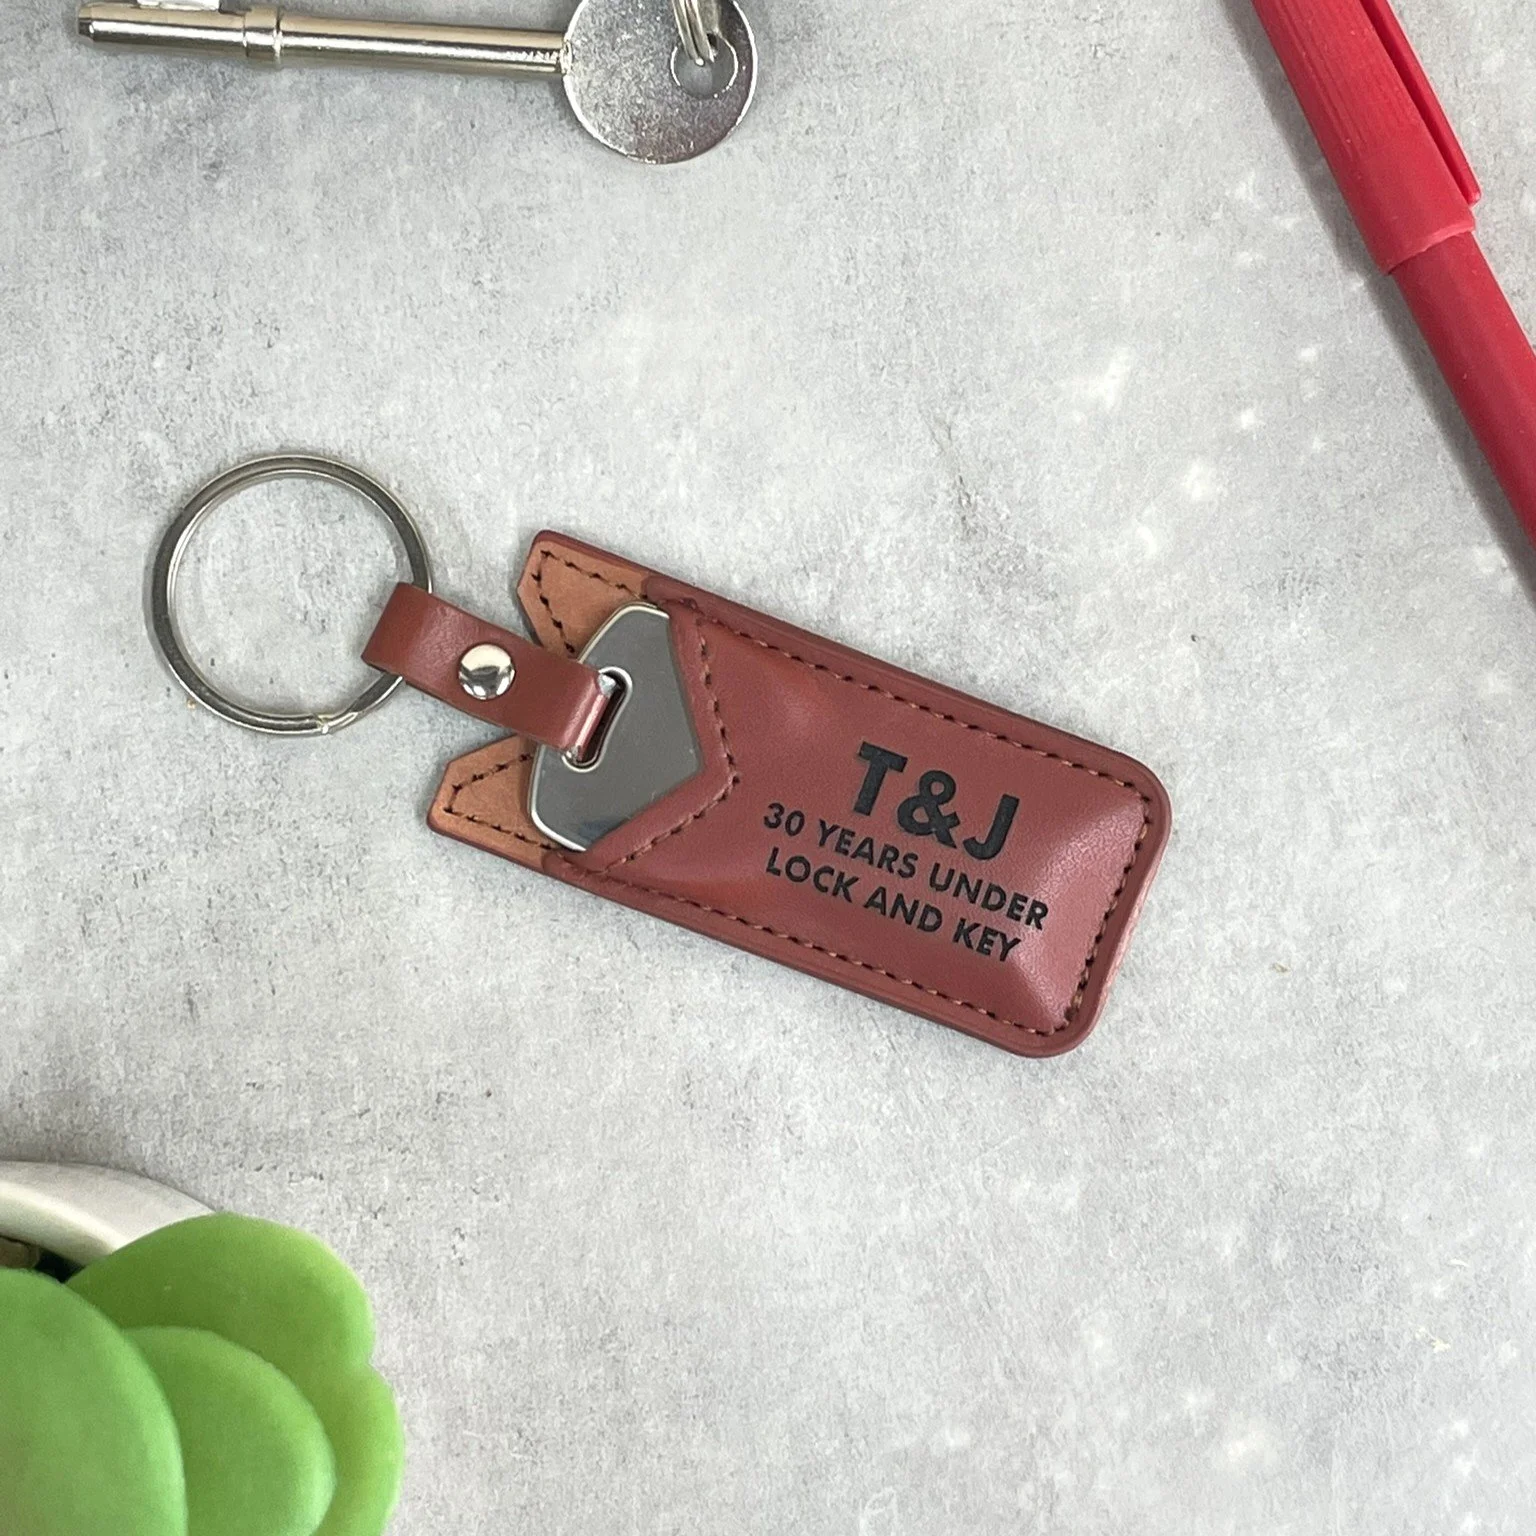 T&J
30 YEARS UNDER
LOCK AND KEY